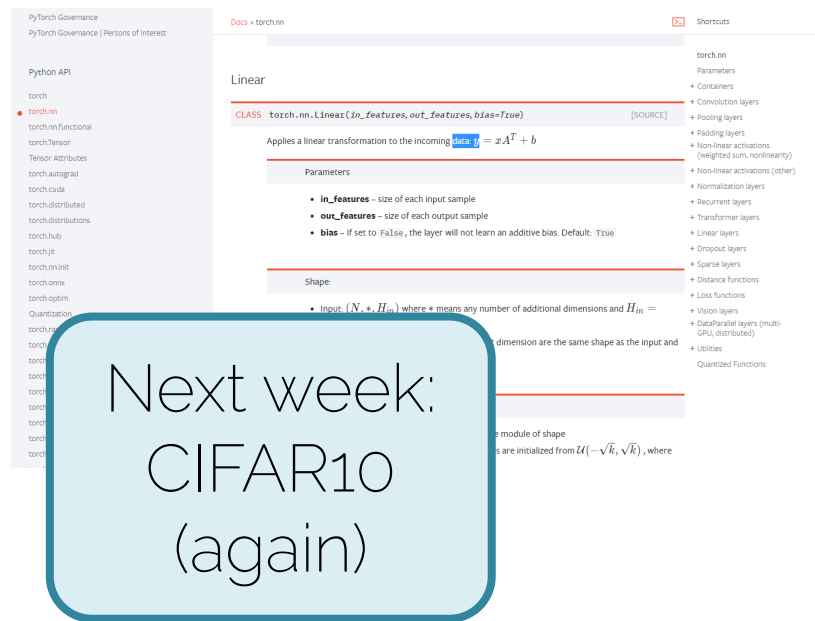 PyTorch Governance
PyTorch Governance | Persons of Interest
Python API
torch
torch.nn
torch.nn.functional
torch.Tensor
Tensor Attributes
torch.autograd
torch.cuda
torch.distributed
torch.distributions
torch.hub
torch.jit
torch.nn.init
torch.onnx
torch.optim
Quantization
torch
torch
torch
torch
torch
torch
torch
torch
Docs > torch.nn
Linear
CLASS torch.nn.Linear(in_features, out_features, bias=True) [SOURCE]
Applies a linear transformation to the incoming data: y = xA^T + b
Parameters
• in_features – size of each input sample
• out_features – size of each output sample
• bias – If set to False, the layer will not learn an additive bias. Default: True
Shape:
• Input: (N, *, H_in) where * means any number of additional dimensions and H_in =
dimension are the same shape as the input and
module of shape
are initialized from U(−√k, √k), where
Shortcuts
torch.nn
Parameters
+ Containers
+ Convolution layers
+ Pooling layers
+ Padding layers
+ Non-linear activations
(weighted sum, nonlinearity)
+ Non-linear activations (other)
+ Normalization layers
+ Recurrent layers
+ Transformer layers
+ Linear layers
+ Dropout layers
+ Sparse layers
+ Distance functions
+ Loss functions
+ Vision layers
+ DataParallel layers (multi-
GPU, distributed)
+ Utilities
Quantized Functions
Next week:
CIFAR10
(again)